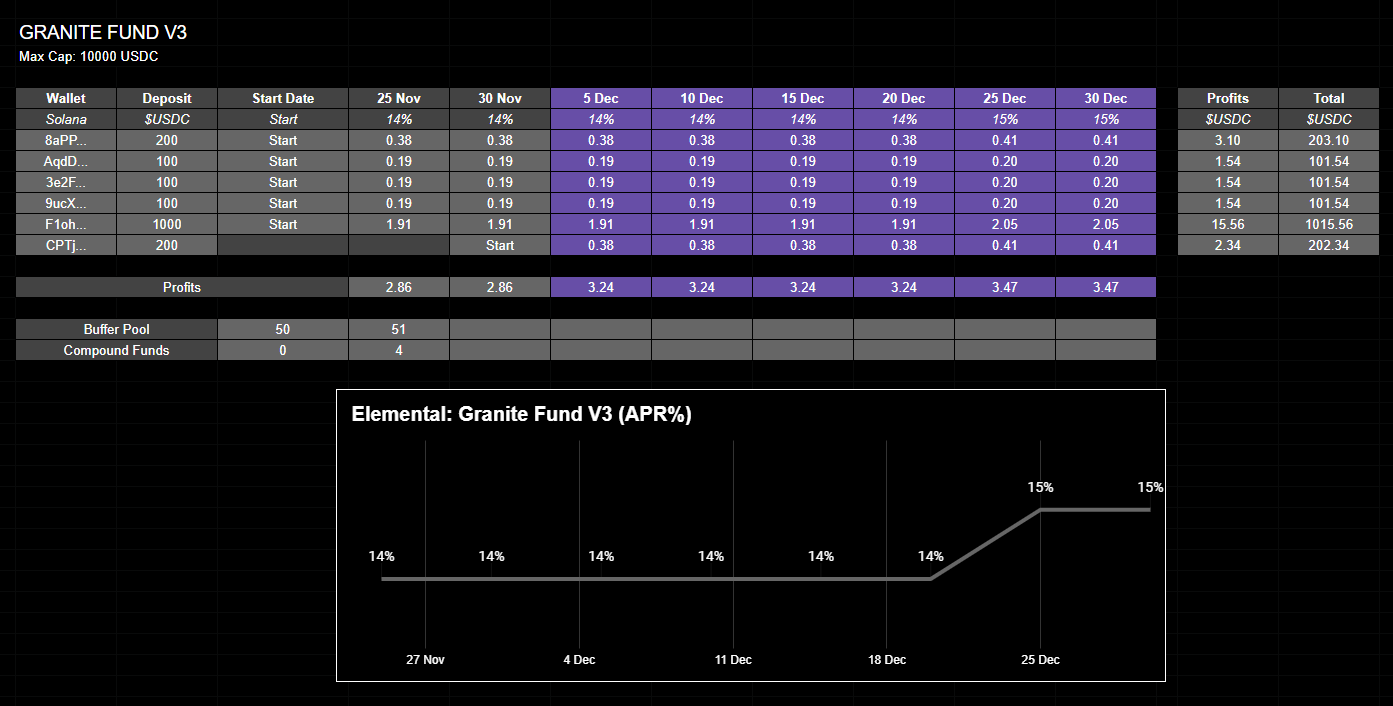 GRANITE FUND V3
Max Cap: 10000 USDC
Wallet Deposit Start Date 25 Nov 30 Nov 5 Dec 10 Dec 15 Dec 20 Dec 25 Dec 30 Dec Profits Total
Solana $USDC Start 14% 14% 14% 14% 14% 14% 15% 15% $USDC $USDC
8aPP... 200 Start 0.38 0.38 0.38 0.38 0.38 0.38 0.41 0.41 3.10 203.10
AqdD... 100 Start 0.19 0.19 0.19 0.19 0.19 0.19 0.20 0.20 1.54 101.54
3e2F... 100 Start 0.19 0.19 0.19 0.19 0.19 0.19 0.20 0.20 1.54 101.54
9ucX... 100 Start 0.19 0.19 0.19 0.19 0.19 0.19 0.20 0.20 1.54 101.54
F1oh... 1000 Start 1.91 1.91 1.91 1.91 1.91 1.91 2.05 2.05 15.56 1015.56
CPTj... 200 Start 0.38 0.38 0.38 0.38 0.41 0.41 2.34 202.34
Profits 2.86 2.86 3.24 3.24 3.24 3.24 3.47 3.47
Buffer Pool 50 51
Compound Funds 0 4
Elemental: Granite Fund V3 (APR%)
15% 15%
14% 14% 14% 14% 14% 14%
27 Nov 4 Dec 11 Dec 18 Dec 25 Dec